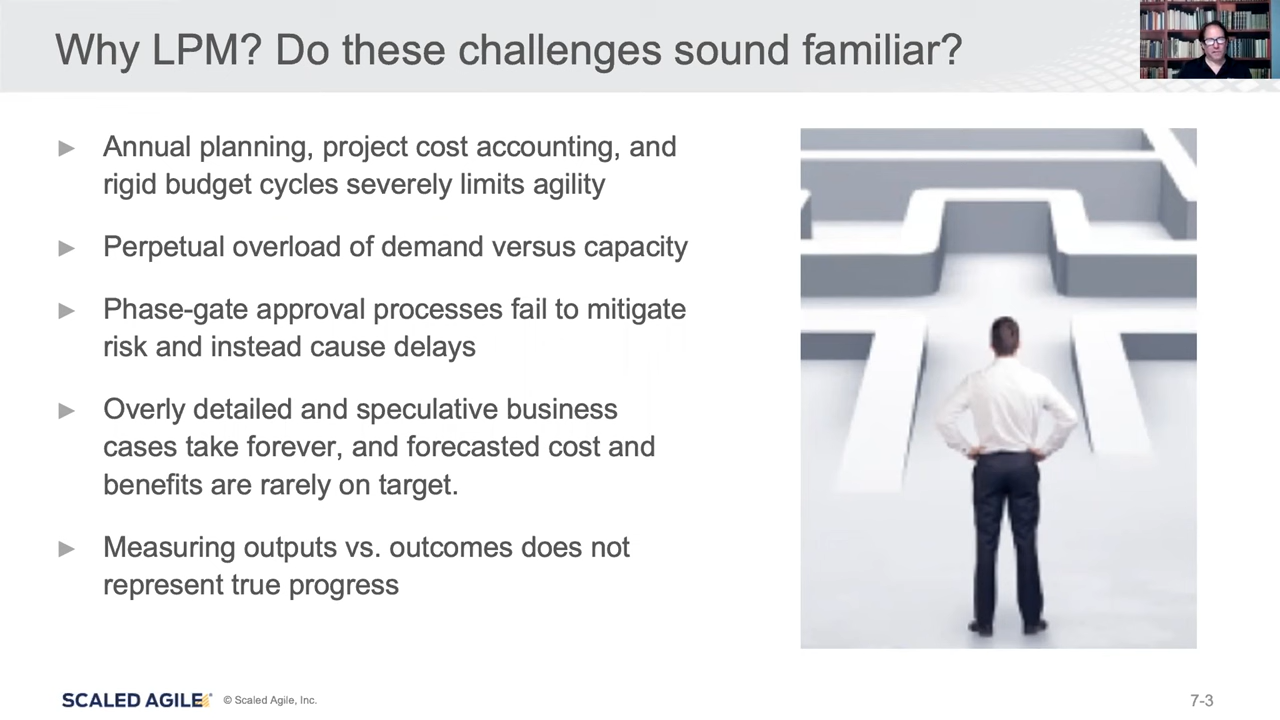 Why LPM? Do these challenges sound familiar?
► Annual planning, project cost accounting, and
rigid budget cycles severely limits agility
► Perpetual overload of demand versus capacity
► Phase-gate approval processes fail to mitigate
risk and instead cause delays
► Overly detailed and speculative business
cases take forever, and forecasted cost and
benefits are rarely on target.
► Measuring outputs vs. outcomes does not
represent true progress
SCALED AGILE® © Scaled Agile, Inc.
7-3